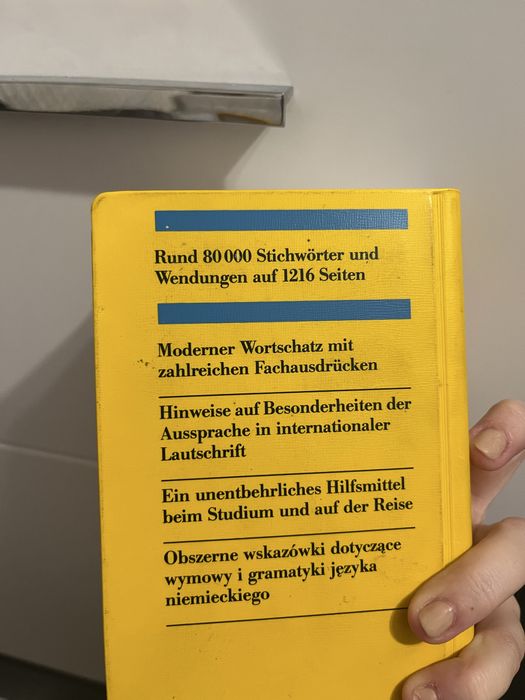 Rund 80 000 Stichwörter und
Wendungen auf 1216 Seiten
Moderner Wortschatz mit
zahlreichen Fachausdrücken
Hinweise auf Besonderheiten der
Aussprache in internationaler
Lautschrift
Ein unentbehrliches Hilfsmittel
beim Studium und auf der Reise
Obszerne wskazówki dotyczące
wymowy i gramatyki języka
niemieckiego